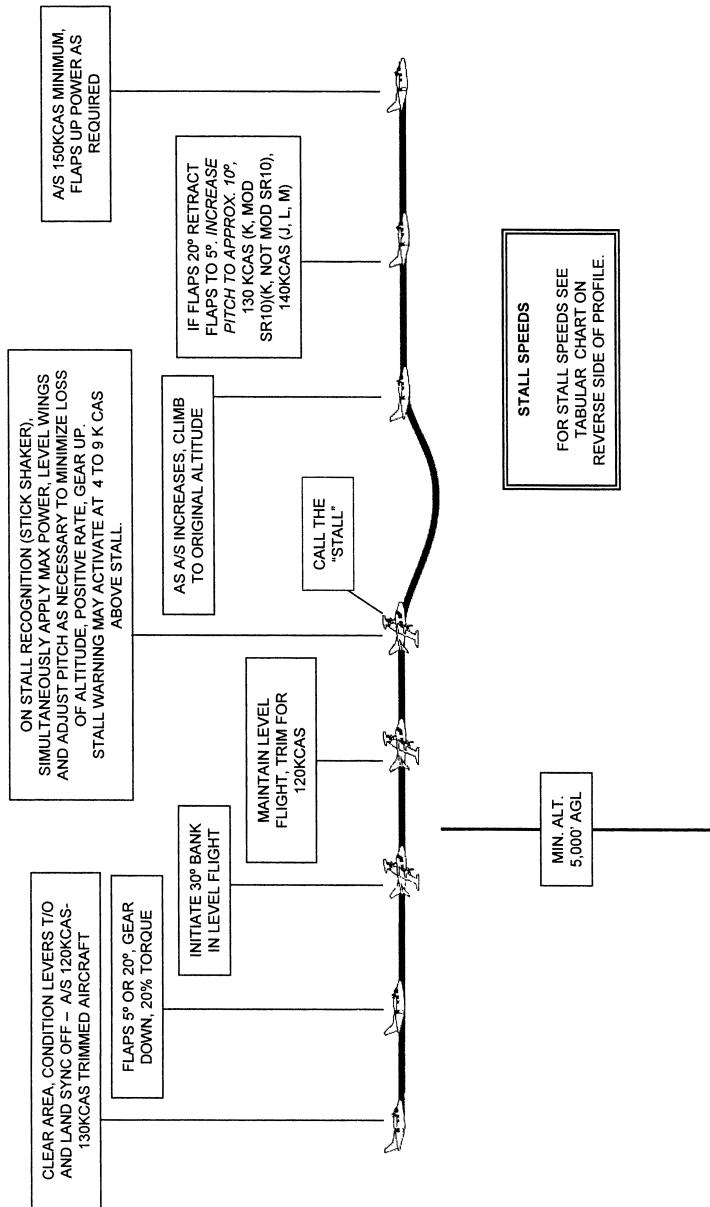 CLEAR AREA, CONDITION LEVERS T/O
AND LAND SYNC OFF – A/S 120KCAS-
130KCAS TRIMMED AIRCRAFT
FLAPS 5º OR 20º, GEAR
DOWN, 20% TORQUE
INITIATE 30º BANK
IN LEVEL FLIGHT
MAINTAIN LEVEL
FLIGHT, TRIM FOR
120KCAS
ON STALL RECOGNITION (STICK SHAKER),
SIMULTANEOUSLY APPLY MAX POWER, LEVEL WINGS
AND ADJUST PITCH AS NECESSARY TO MINIMIZE LOSS
OF ALTITUDE, POSITIVE RATE, GEAR UP.
STALL WARNING MAY ACTIVATE AT 4 TO 9 K CAS
ABOVE STALL.
CALL THE
"STALL"
AS A/S INCREASES, CLIMB
TO ORIGINAL ALTITUDE
IF FLAPS 20º RETRACT
FLAPS TO 5º. INCREASE
PITCH TO APPROX. 10º,
130 KCAS (K, MOD
SR10)(K, NOT MOD SR10),
140KCAS (J, L, M)
A/S 150KCAS MINIMUM,
FLAPS UP POWER AS
REQUIRED
MIN. ALT.
5,000' AGL
STALL SPEEDS
FOR STALL SPEEDS SEE
TABULAR CHART ON
REVERSE SIDE OF PROFILE.